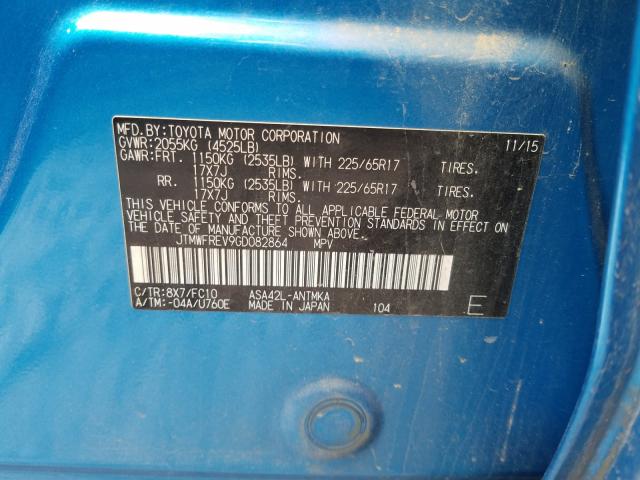 MFD.BY:TOYOTA MOTOR CORPORATION 11/15
GVWR:2055KG (4525LB)
GAWR:FRT. 1150KG (2535LB) WITH 225/65R17 TIRES.
17X7J RIMS.
RR. 1150KG (2535LB) WITH 225/65R17 TIRES.
17X7J RIMS.
THIS VEHICLE CONFORMS TO ALL APPLICABLE FEDERAL MOTOR
VEHICLE SAFETY AND THEFT PREVENTION STANDARDS IN EFFECT ON
THE DATE OF MANUFACTURE SHOWN ABOVE.
JTMWFREV9GD082864 MPV
C/TR:8X7/FC10 ASA42L-ANTMKA
A/TM:-04A/U760E MADE IN JAPAN 104 E